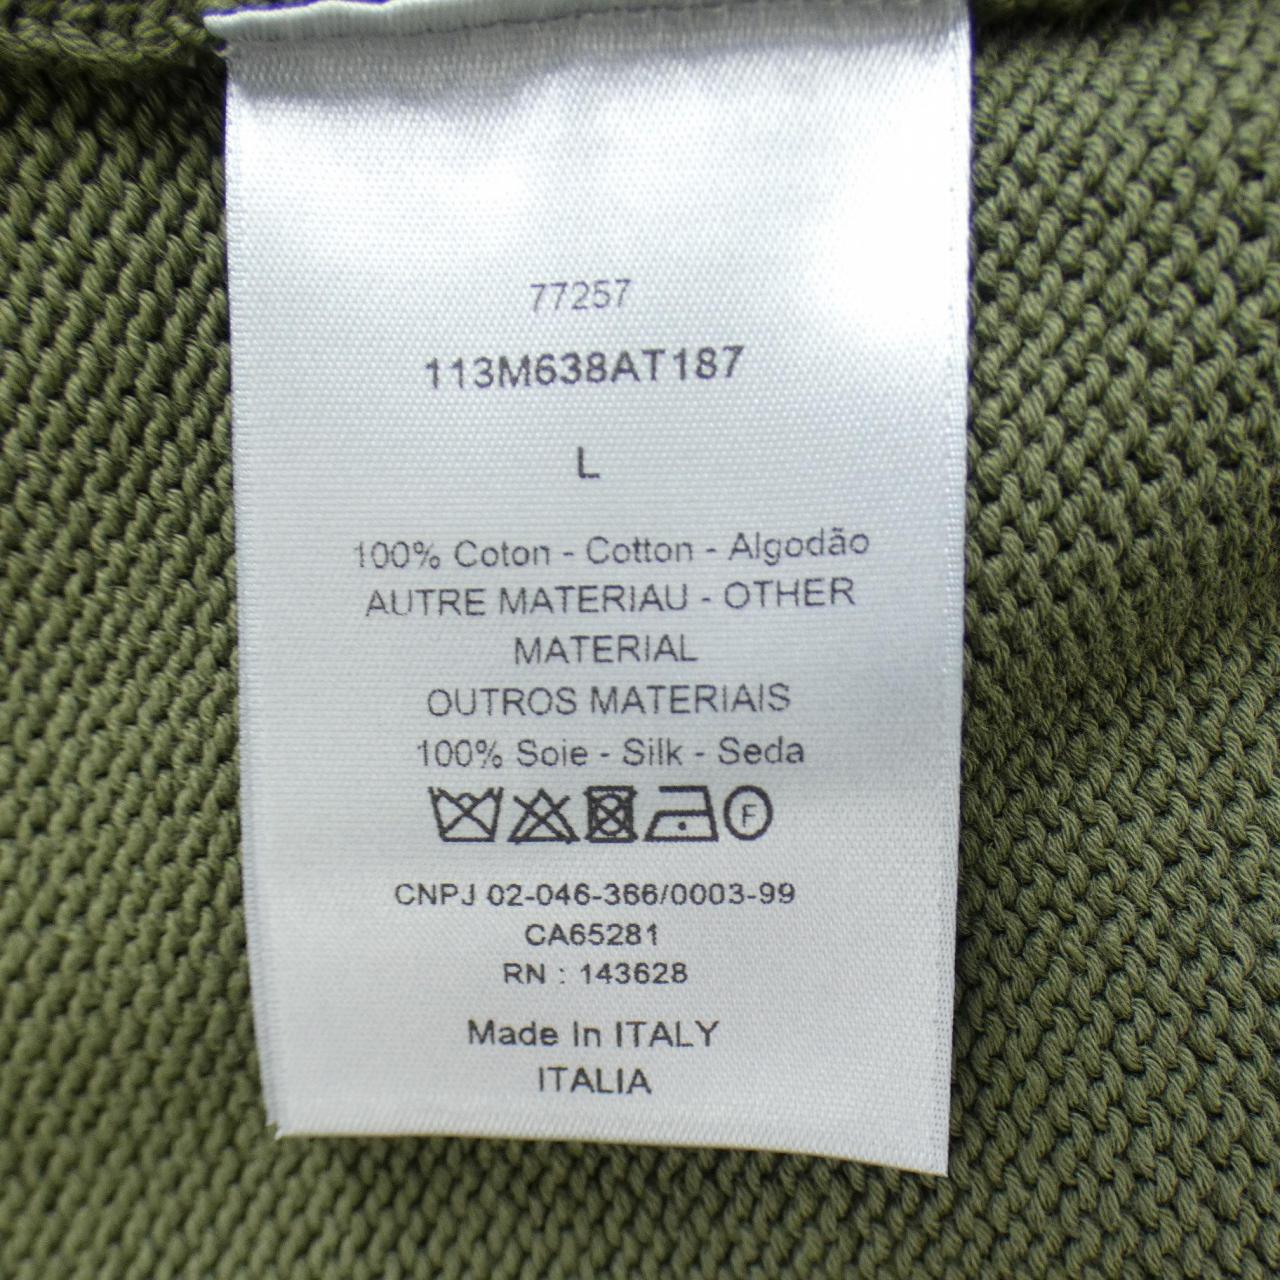 77257
113M638AT187
L
100% Coton - Cotton - Algodão
AUTRE MATERIAU - OTHER
MATERIAL
OUTROS MATERIAIS
100% Soie - Silk - Seda
F
CNPJ 02-046-366/0003-99
CA65281
RN : 143628
Made In ITALY
ITALIA